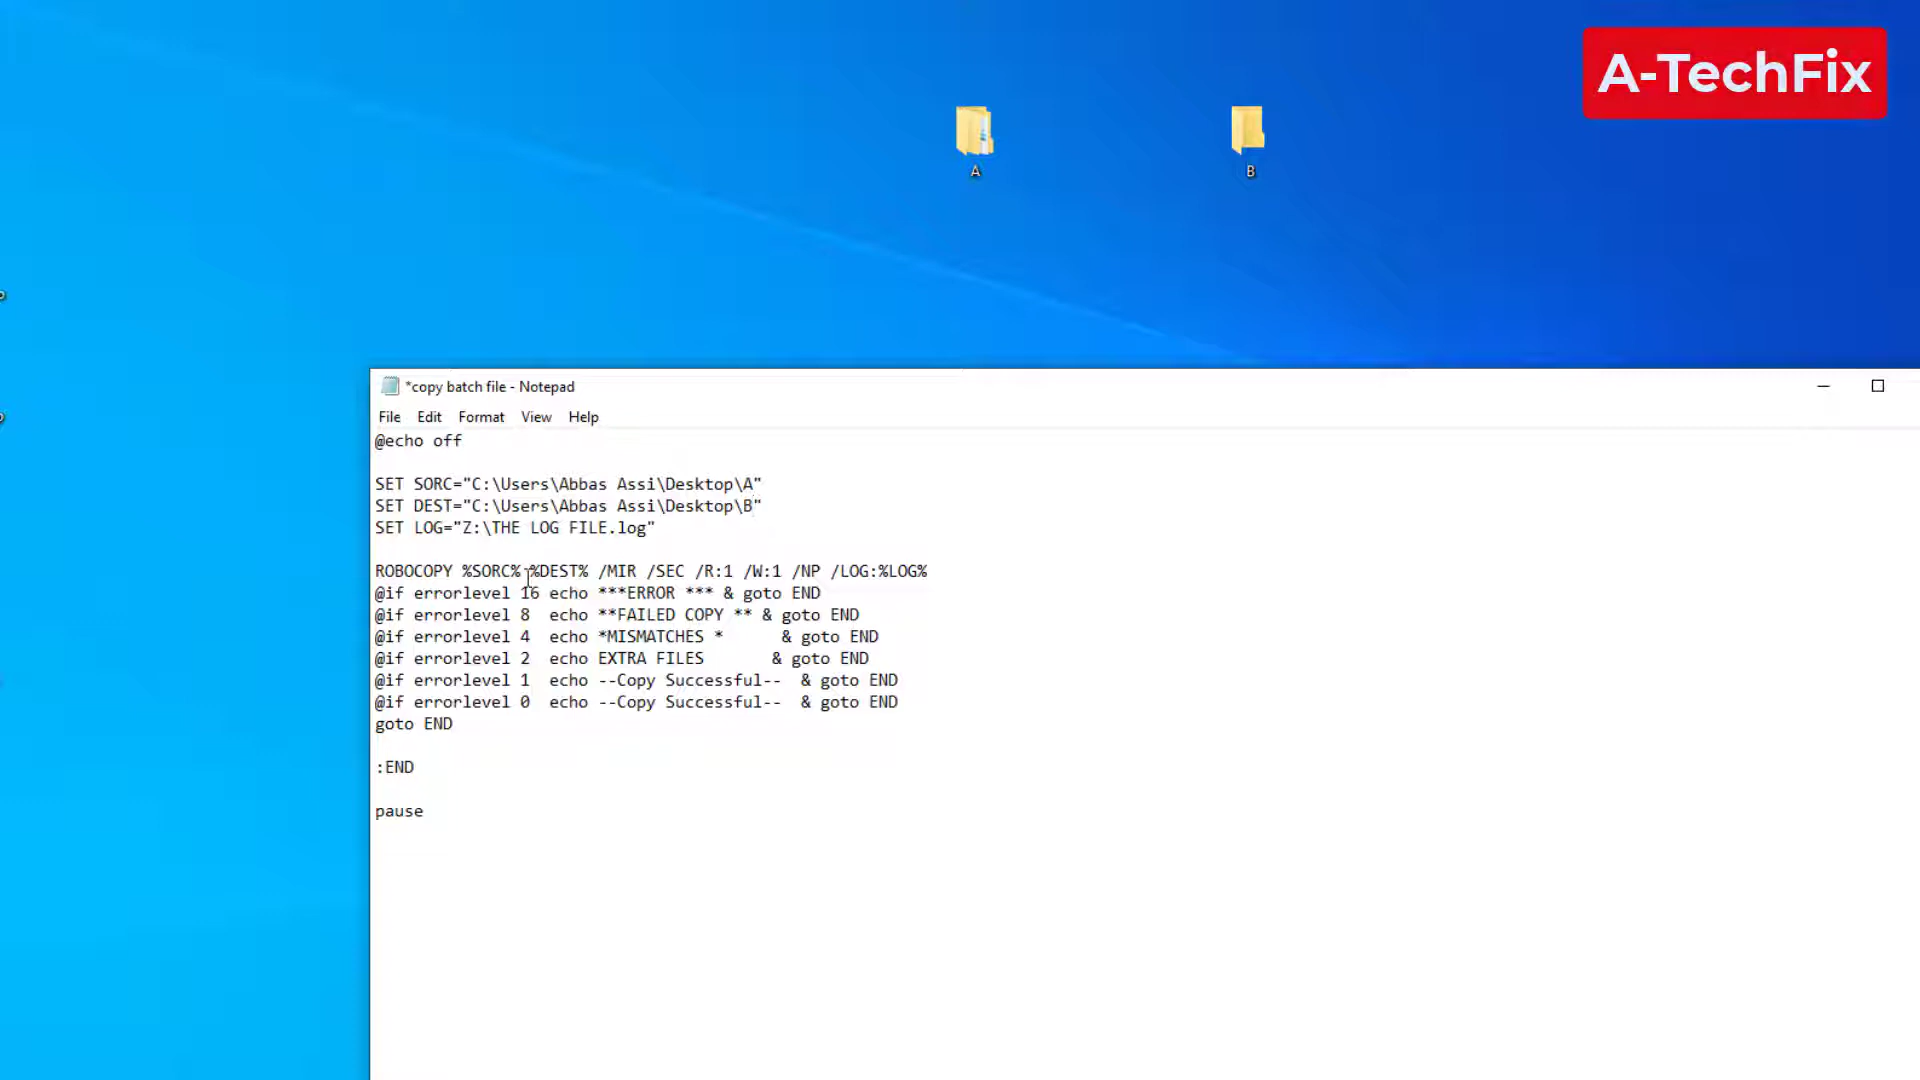 A-TechFix
A
B
*copy batch file - Notepad
File Edit Format View Help
@echo off
SET SORC="C:\Users\Abbas Assi\Desktop\A"
SET DEST="C:\Users\Abbas Assi\Desktop\B"
SET LOG="Z:\THE LOG FILE.log"
ROBOCOPY %SORC% %DEST% /MIR /SEC /R:1 /W:1 /NP /LOG:%LOG%
@if errorlevel 16 echo ***ERROR *** & goto END
@if errorlevel 8  echo **FAILED COPY ** & goto END
@if errorlevel 4  echo *MISMATCHES *      & goto END
@if errorlevel 2  echo EXTRA FILES       & goto END
@if errorlevel 1  echo --Copy Successful--  & goto END
@if errorlevel 0  echo --Copy Successful--  & goto END
goto END
:END
pause